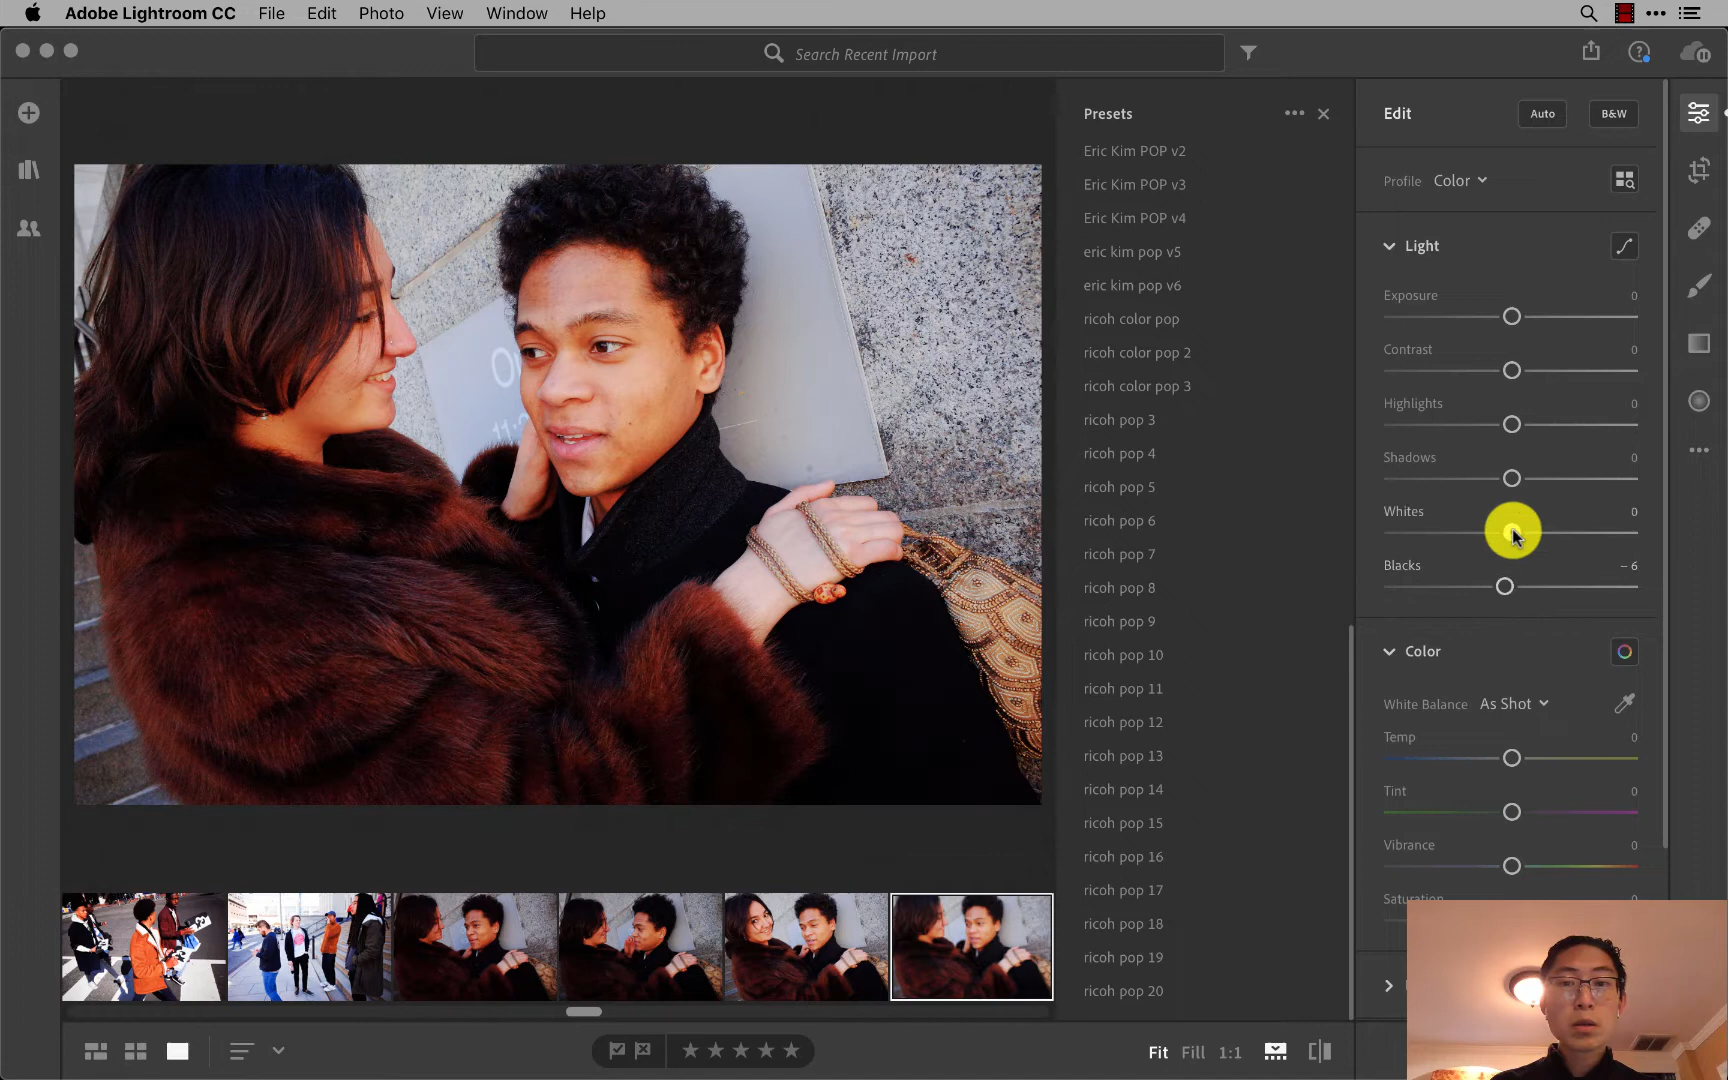 Adobe Lightroom CC File Edit Photo View Window Help
Search Recent Import
Presets
Eric Kim POP v2
Eric Kim POP v3
Eric Kim POP v4
eric kim pop v5
eric kim pop v6
ricoh color pop
ricoh color pop 2
ricoh color pop 3
ricoh pop 3
ricoh pop 4
ricoh pop 5
ricoh pop 6
ricoh pop 7
ricoh pop 8
ricoh pop 9
ricoh pop 10
ricoh pop 11
ricoh pop 12
ricoh pop 13
ricoh pop 14
ricoh pop 15
ricoh pop 16
ricoh pop 17
ricoh pop 18
ricoh pop 19
ricoh pop 20
Edit Auto B&W
Profile Color
Light
Exposure 0
Contrast 0
Highlights 0
Shadows 0
Whites 0
Blacks – 6
Color
White Balance As Shot
Temp 0
Tint 0
Vibrance 0
Saturation 0
Fit Fill 1:1